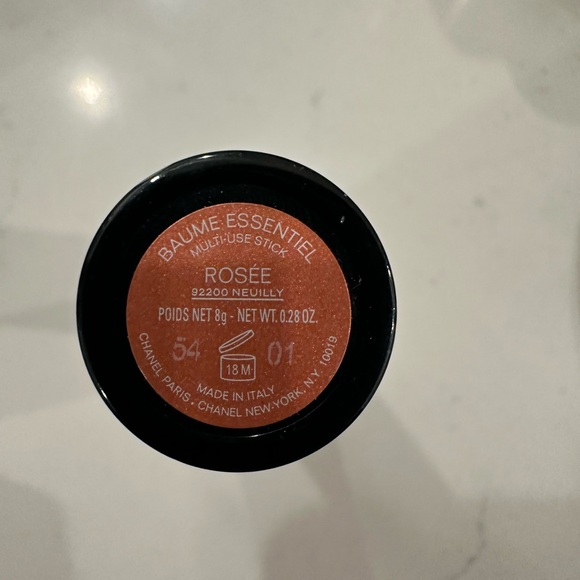 BAUME ESSENTIEL
MULTI-USE STICK
ROSÉE
92200 NEUILLY
POIDS NET 8g - NET WT. 0.28 OZ.
54 01
18 M
MADE IN ITALY
CHANEL PARIS • CHANEL NEW-YORK, N.Y. 10019